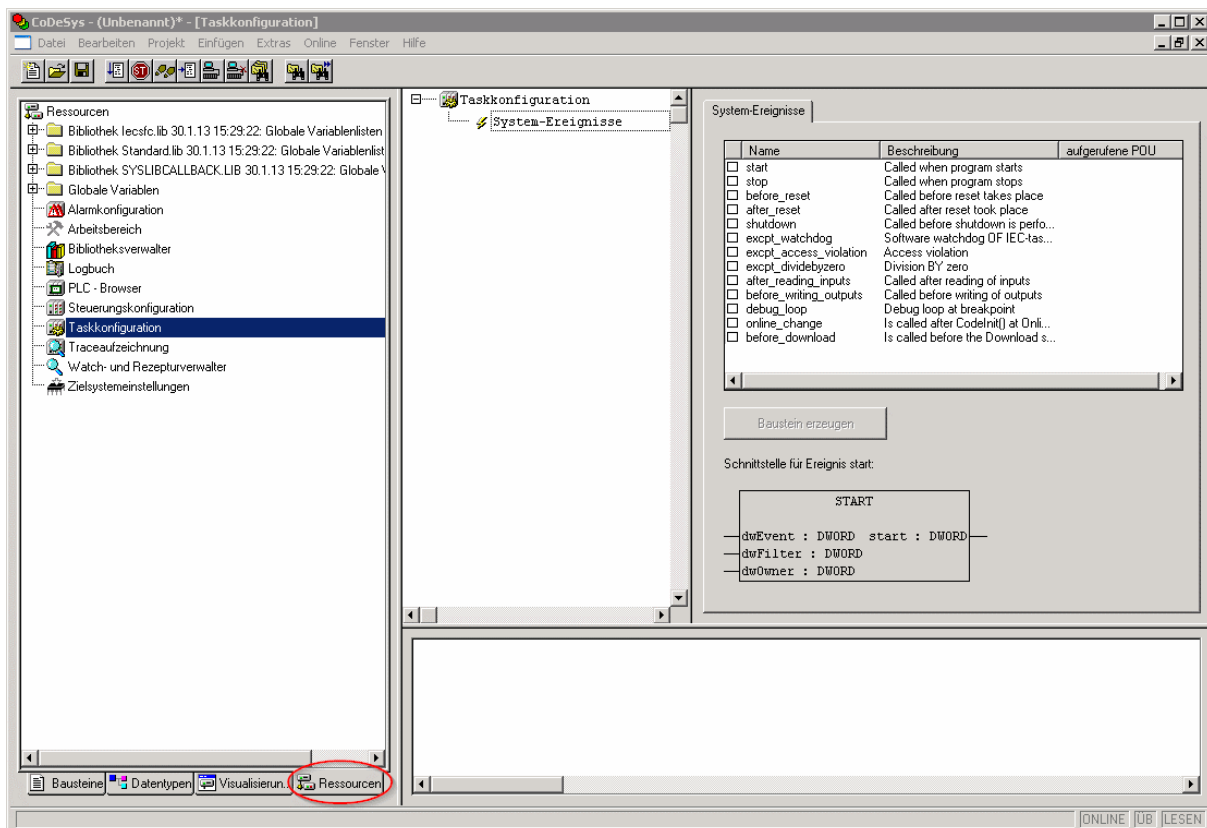 CoDeSys - (Unbenannt)* - [Taskkonfiguration]
Datei Bearbeiten Projekt Einfügen Extras Online Fenster Hilfe
Ressourcen
Bibliothek Iecsfc.lib 30.1.13 15:29:22: Globale Variablenlisten
Bibliothek Standard.lib 30.1.13 15:29:22: Globale Variablenlist
Bibliothek SYSLIBCALLBACK.LIB 30.1.13 15:29:22: Globale V
Globale Variablen
Alarmkonfiguration
Arbeitsbereich
Bibliotheksverwalter
Logbuch
PLC - Browser
Steuerungskonfiguration
Taskkonfiguration
Traceaufzeichnung
Watch- und Rezepturverwalter
Zielsystemeinstellungen
Bausteine Datentypen Visualisierun... Ressourcen
Taskkonfiguration
System-Ereignisse
System-Ereignisse
Name Beschreibung aufgerufene POU
start Called when program starts
stop Called when program stops
before_reset Called before reset takes place
after_reset Called after reset took place
shutdown Called before shutdown is perfo...
excpt_watchdog Software watchdog OF IEC-tas...
excpt_access_violation Access violation
excpt_dividebyzero Division BY zero
after_reading_inputs Called after reading of inputs
before_writing_outputs Called before writing of outputs
debug_loop Debug loop at breakpoint
online_change Is called after CodeInit() at Onli...
before_download Is called before the Download s...
Baustein erzeugen
Schnittstelle für Ereignis start:
START
dwEvent : DWORD start : DWORD
dwFilter : DWORD
dwOwner : DWORD
ONLINE ÜB LESEN